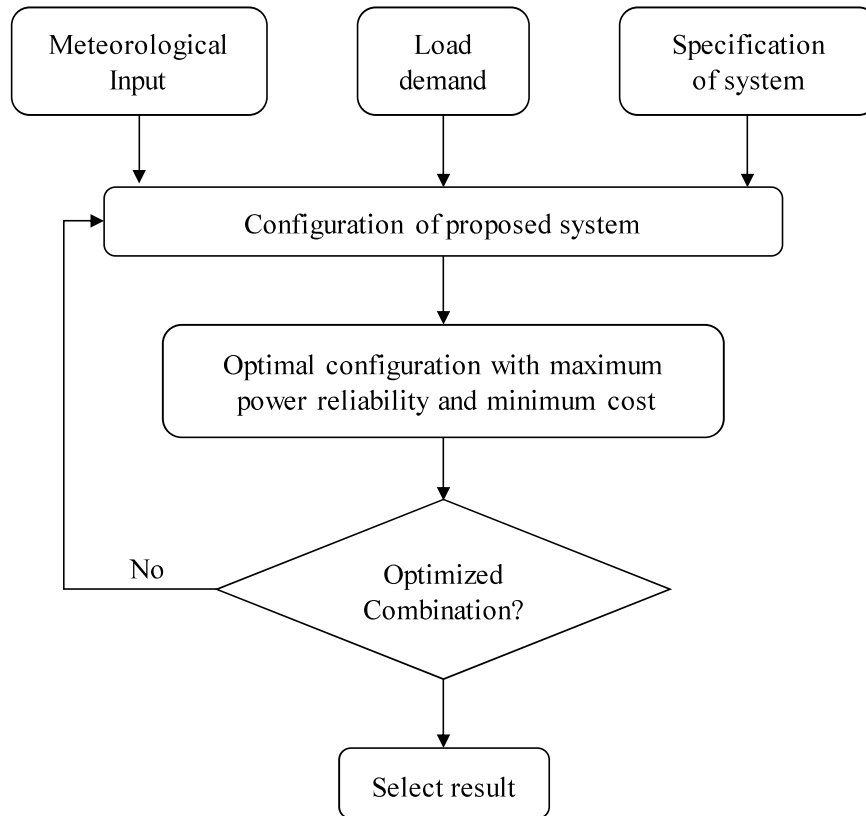 Meteorological
Input
Load
demand
Specification
of system
Configuration of proposed system
Optimal configuration with maximum
power reliability and minimum cost
No
Optimized
Combination?
Select result